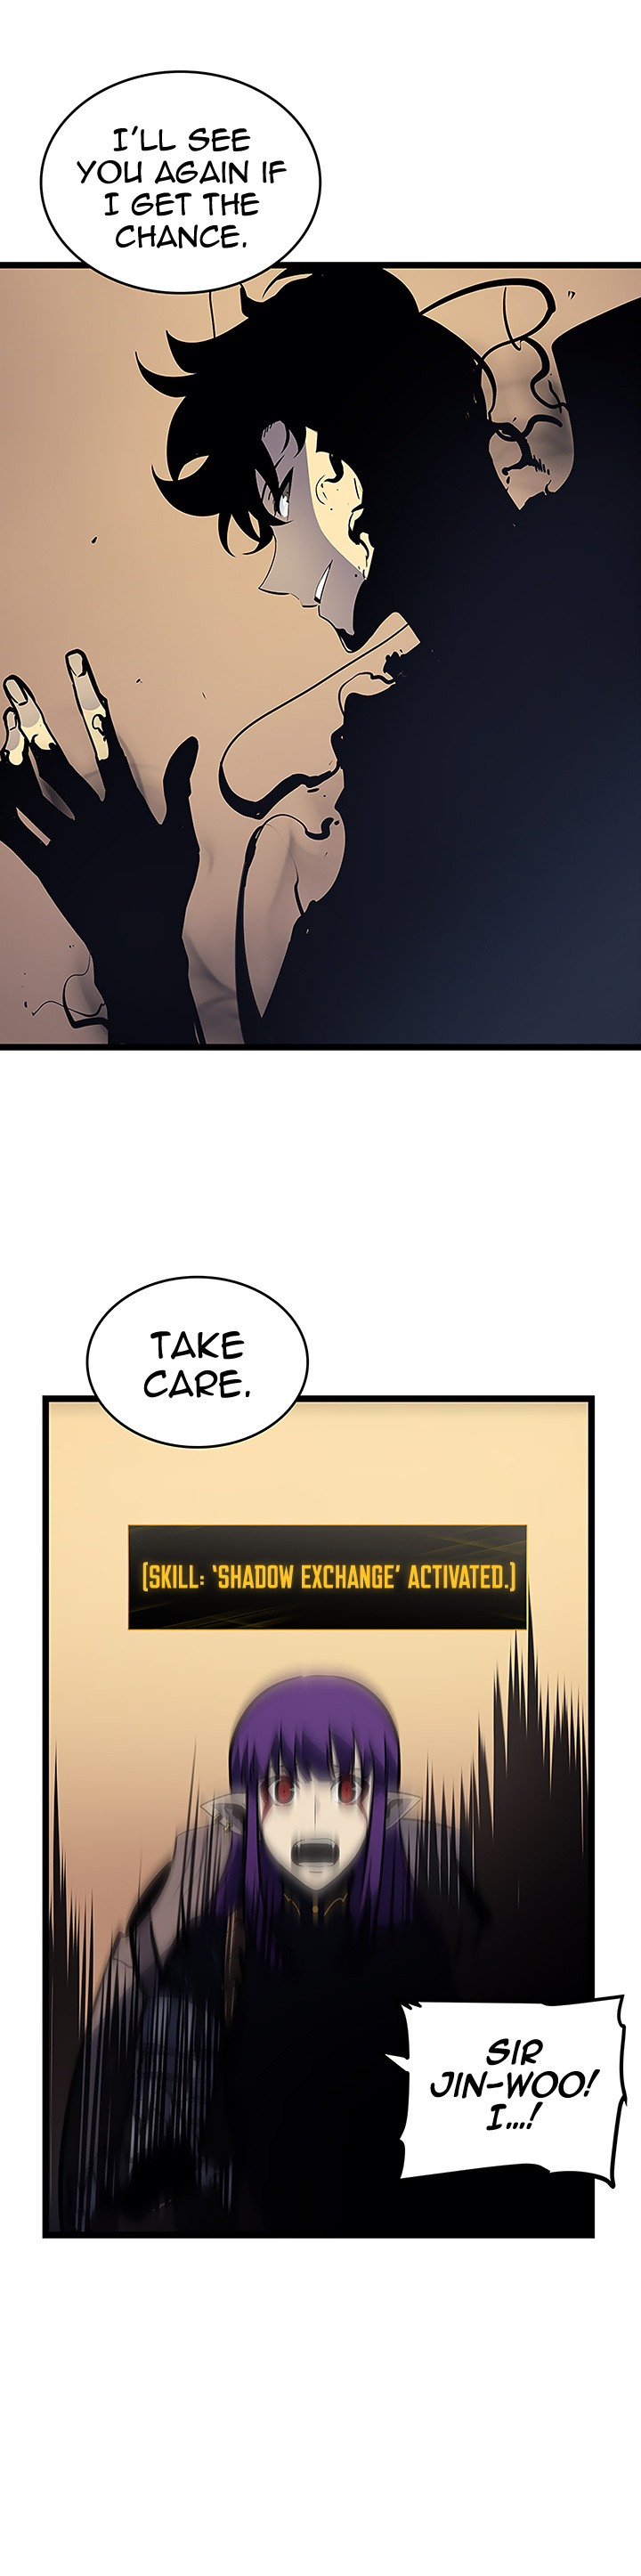 I'LL SEE
YOU AGAIN IF
I GET THE
CHANCE.
TAKE
CARE.
[SKILL: 'SHADOW EXCHANGE' ACTIVATED.]
SIR
JIN-WOO!
I...!